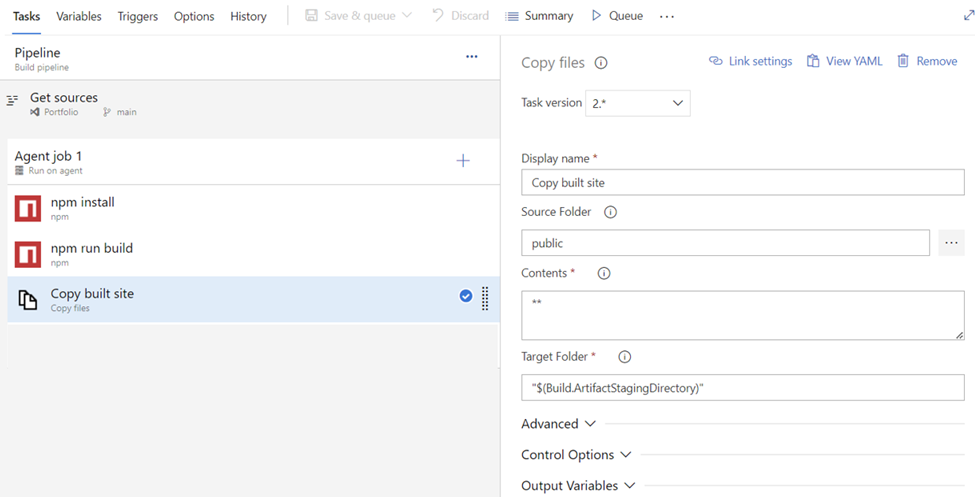 Tasks Variables Triggers Options History Save & queue Discard Summary Queue ...
Pipeline ...
Build pipeline
Get sources
Portfolio main
Agent job 1
Run on agent
npm install
npm
npm run build
npm
Copy built site
Copy files
Copy files Link settings View YAML Remove
Task version 2.*
Display name *
Copy built site
Source Folder
public ...
Contents *
**
Target Folder *
"$(Build.ArtifactStagingDirectory)"
Advanced
Control Options
Output Variables